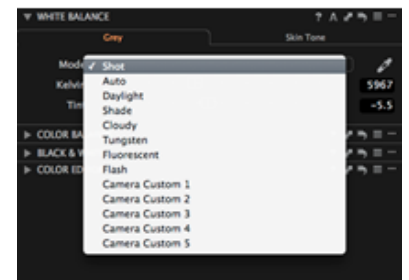 WHITE BALANCE
Grey
Skin Tone
Mode
✓ Shot
Kelvin
5967
Auto
Daylight
Tint
-5.5
Shade
Cloudy
COLOR BA
Tungsten
BLACK & W
Fluorescent
COLOR ED
Flash
Camera Custom 1
Camera Custom 2
Camera Custom 3
Camera Custom 4
Camera Custom 5